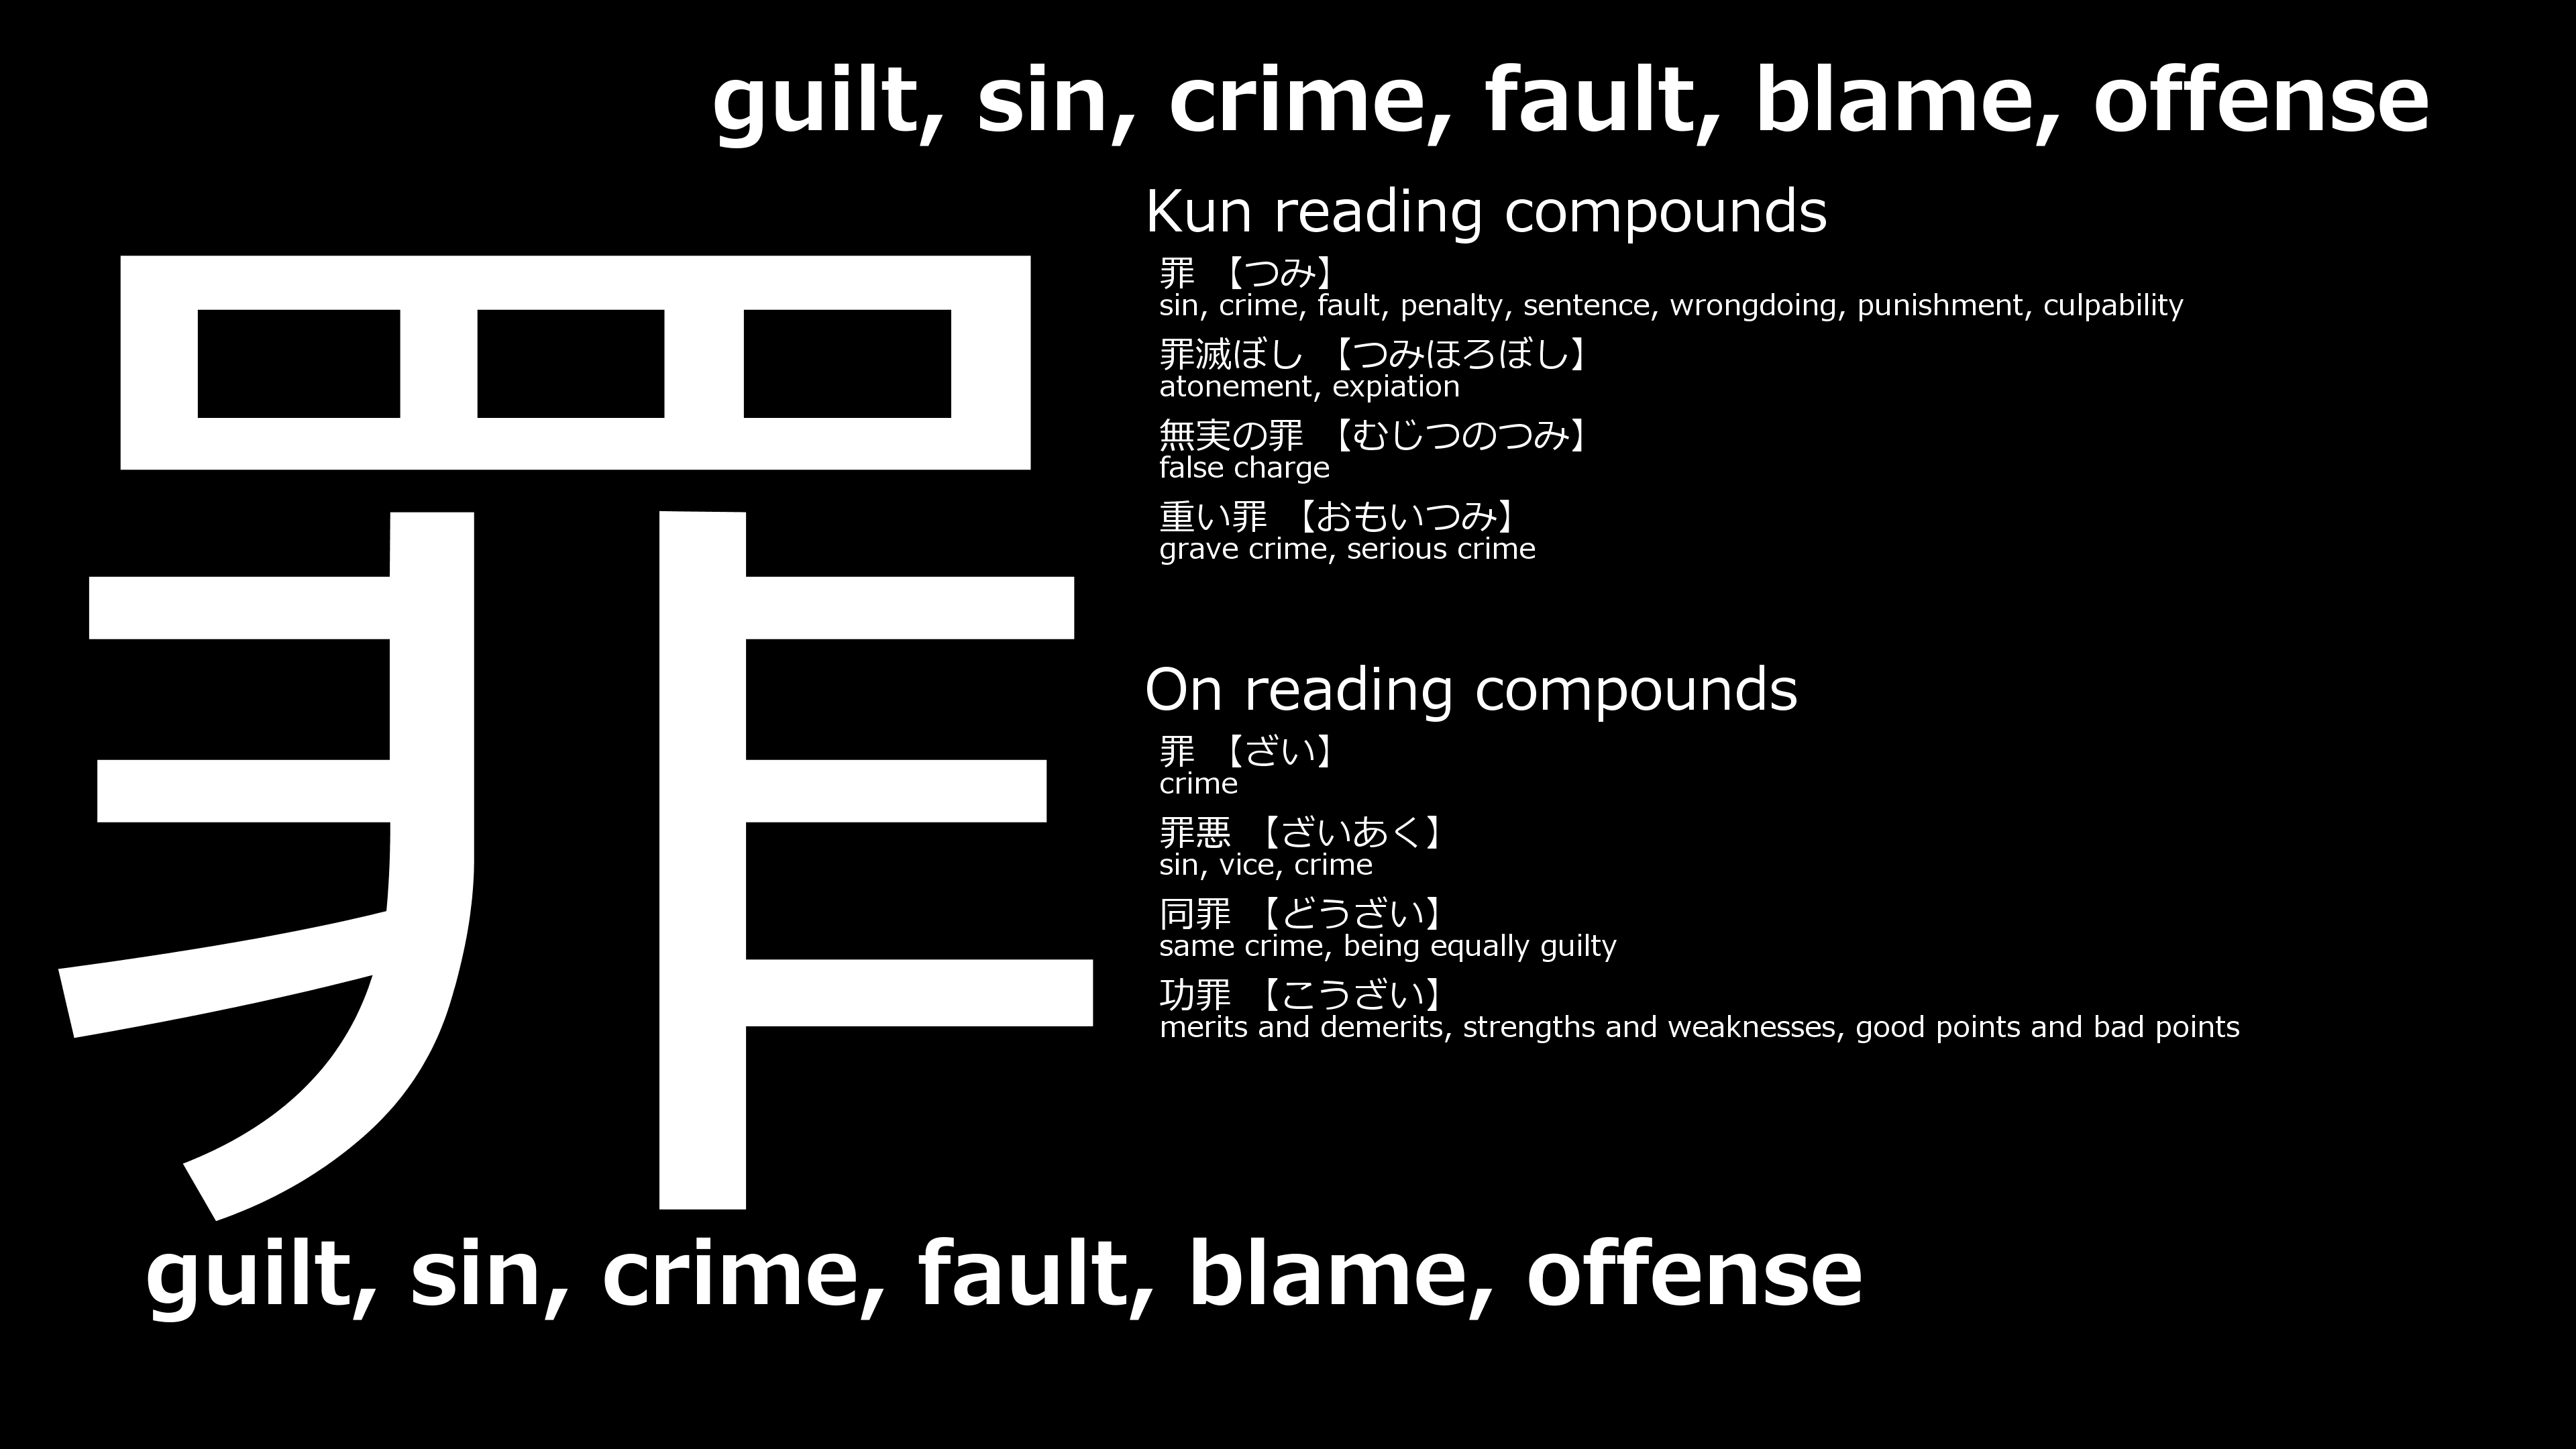 guilt, sin, crime, fault, blame, offense
罪
Kun reading compounds
罪 【つみ】
sin, crime, fault, penalty, sentence, wrongdoing, punishment, culpability
罪滅ぼし 【つみほろぼし】
atonement, expiation
無実の罪 【むじつのつみ】
false charge
重い罪 【おもいつみ】
grave crime, serious crime
On reading compounds
罪 【ざい】
crime
罪悪 【ざいあく】
sin, vice, crime
同罪 【どうざい】
same crime, being equally guilty
功罪 【こうざい】
merits and demerits, strengths and weaknesses, good points and bad points
guilt, sin, crime, fault, blame, offense